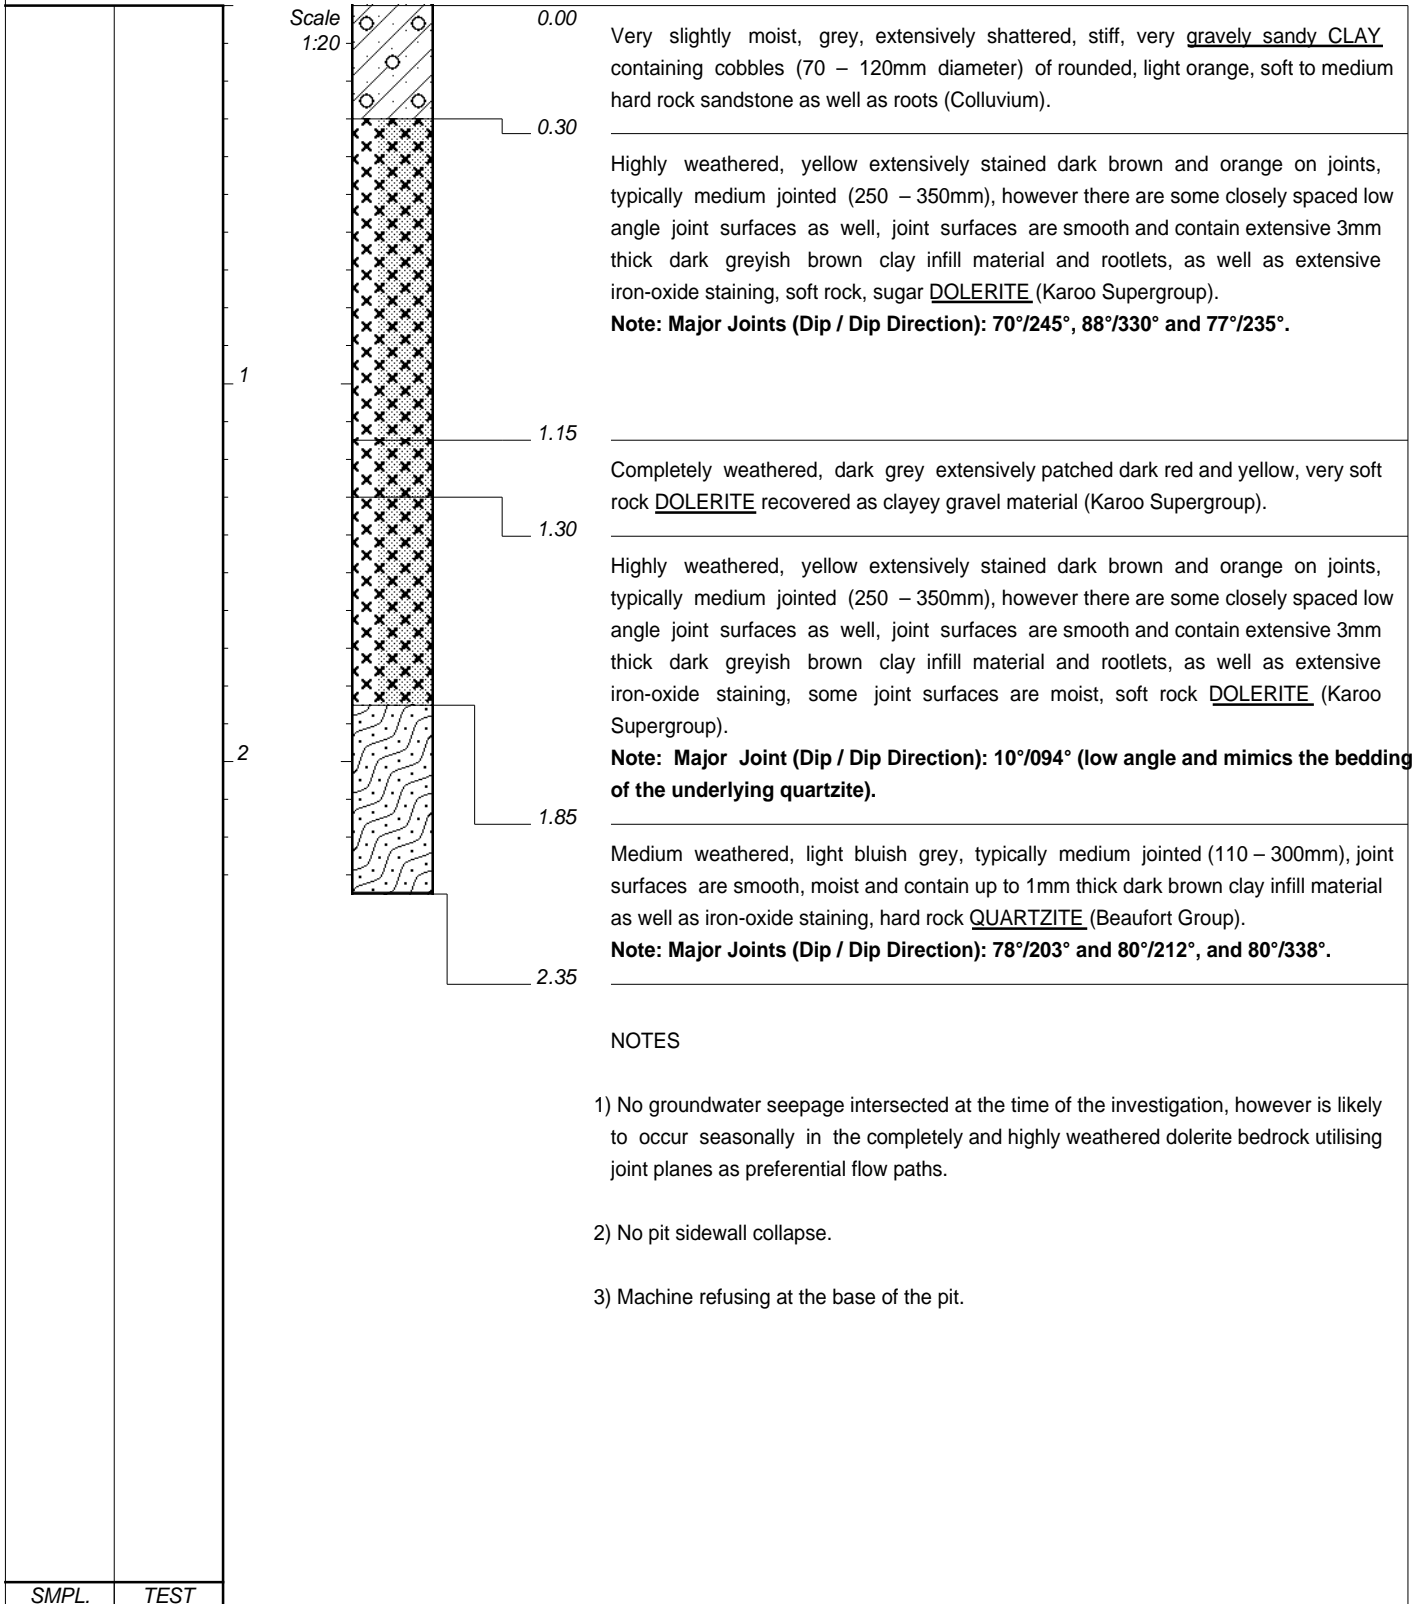 Scale
1:20
0.00
Very slightly moist, grey, extensively shattered, stiff, very gravely sandy CLAY
containing cobbles (70 – 120mm diameter) of rounded, light orange, soft to medium
hard rock sandstone as well as roots (Colluvium).
0.30
Highly weathered, yellow extensively stained dark brown and orange on joints,
typically medium jointed (250 – 350mm), however there are some closely spaced low
angle joint surfaces as well, joint surfaces are smooth and contain extensive 3mm
thick dark greyish brown clay infill material and rootlets, as well as extensive
iron-oxide staining, soft rock, sugar DOLERITE (Karoo Supergroup).
Note: Major Joints (Dip / Dip Direction): 70°/245°, 88°/330° and 77°/235°.
1
1.15
Completely weathered, dark grey extensively patched dark red and yellow, very soft
rock DOLERITE recovered as clayey gravel material (Karoo Supergroup).
1.30
Highly weathered, yellow extensively stained dark brown and orange on joints,
typically medium jointed (250 – 350mm), however there are some closely spaced low
angle joint surfaces as well, joint surfaces are smooth and contain extensive 3mm
thick dark greyish brown clay infill material and rootlets, as well as extensive
iron-oxide staining, some joint surfaces are moist, soft rock DOLERITE (Karoo
Supergroup).
2
Note: Major Joint (Dip / Dip Direction): 10°/094° (low angle and mimics the bedding
of the underlying quartzite).
1.85
Medium weathered, light bluish grey, typically medium jointed (110 – 300mm), joint
surfaces are smooth, moist and contain up to 1mm thick dark brown clay infill material
as well as iron-oxide staining, hard rock QUARTZITE (Beaufort Group).
Note: Major Joints (Dip / Dip Direction): 78°/203° and 80°/212°, and 80°/338°.
2.35
NOTES
1) No groundwater seepage intersected at the time of the investigation, however is likely
to occur seasonally in the completely and highly weathered dolerite bedrock utilising
joint planes as preferential flow paths.
2) No pit sidewall collapse.
3) Machine refusing at the base of the pit.
SMPL. TEST